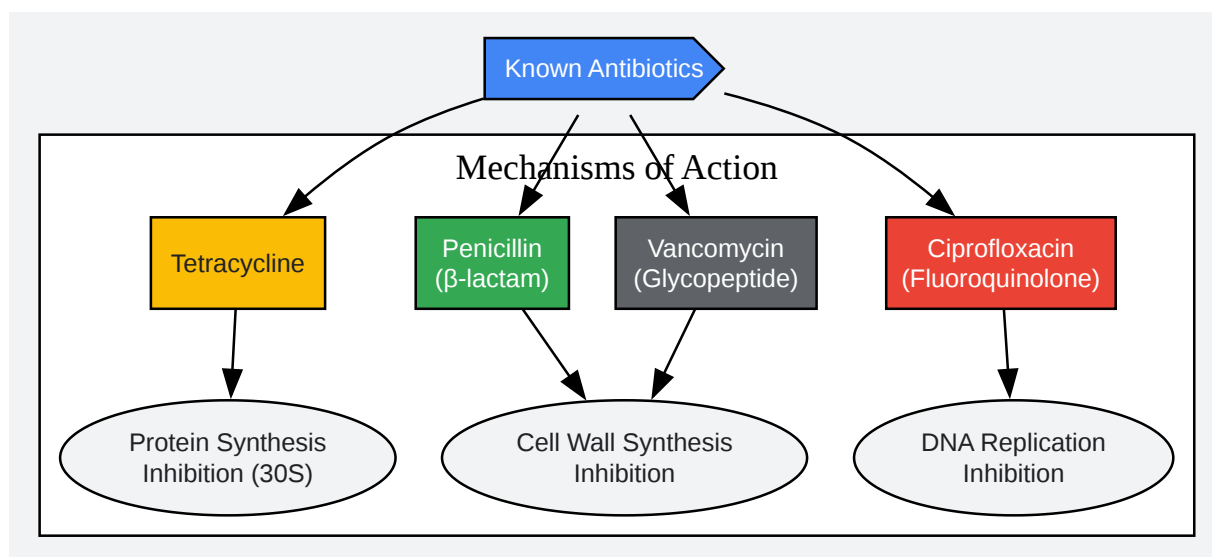 Known Antibiotics
Mechanisms of Action
Tetracycline
Penicillin
(β-lactam)
Vancomycin
(Glycopeptide)
Ciprofloxacin
(Fluoroquinolone)
Protein Synthesis
Inhibition (30S)
Cell Wall Synthesis
Inhibition
DNA Replication
Inhibition